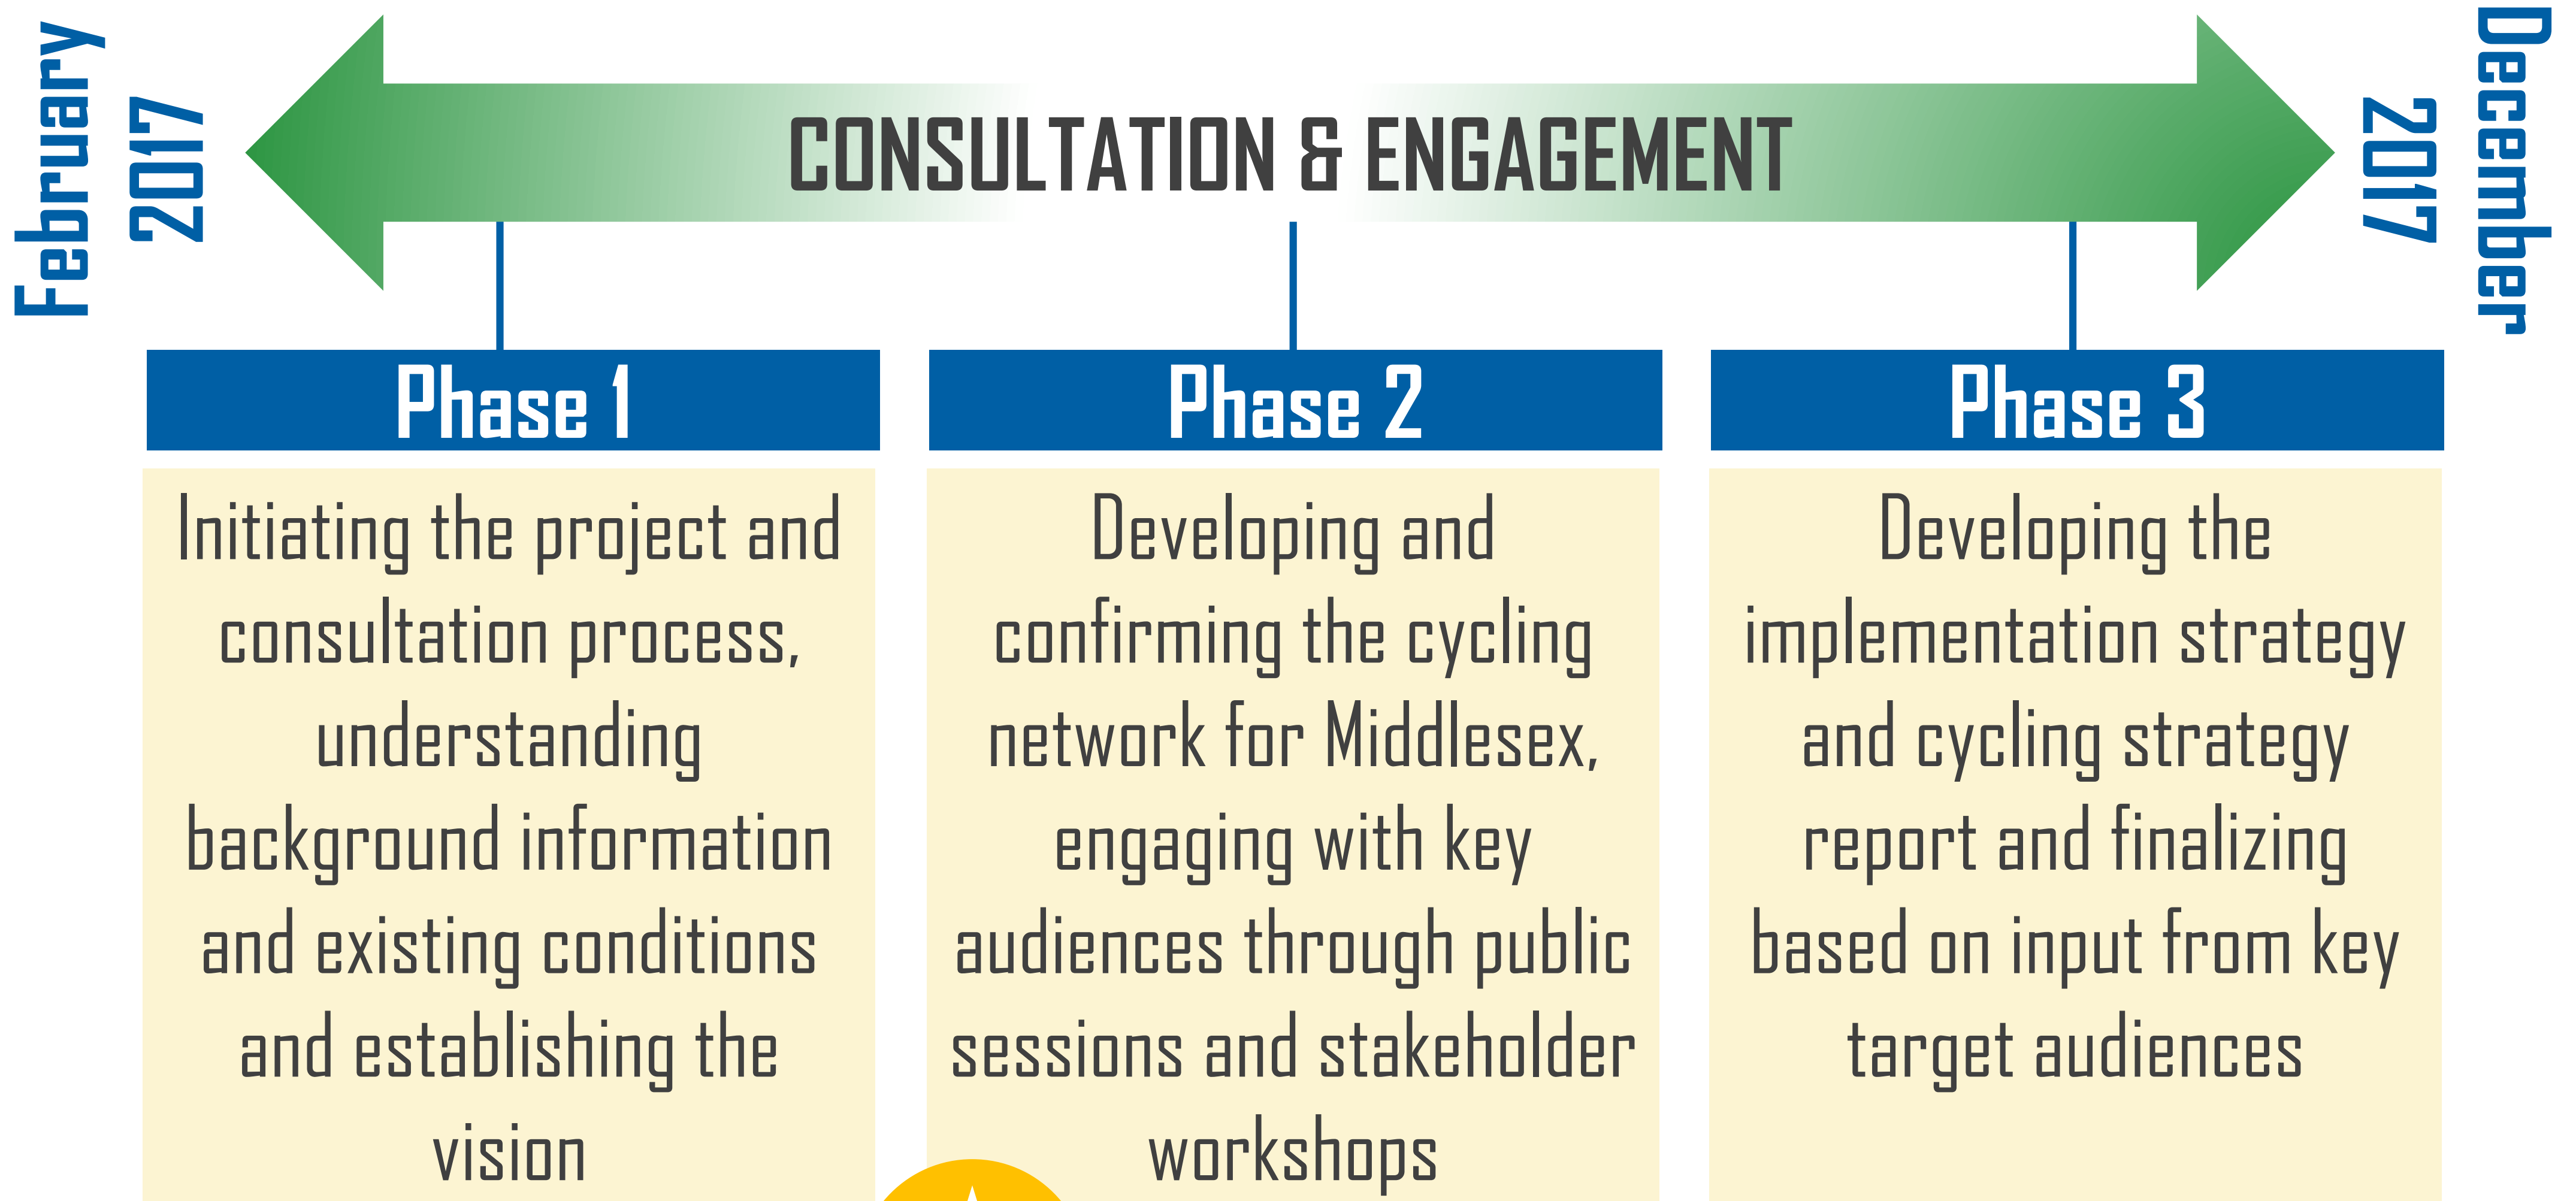 February
2017
CONSULTATION & ENGAGEMENT
December
2017
Phase 1
Initiating the project and
consultation process,
understanding
background information
and existing conditions
and establishing the
vision
Phase 2
Developing and
confirming the cycling
network for Middlesex,
engaging with key
audiences through public
sessions and stakeholder
workshops
Phase 3
Developing the
implementation strategy
and cycling strategy
report and finalizing
based on input from key
target audiences